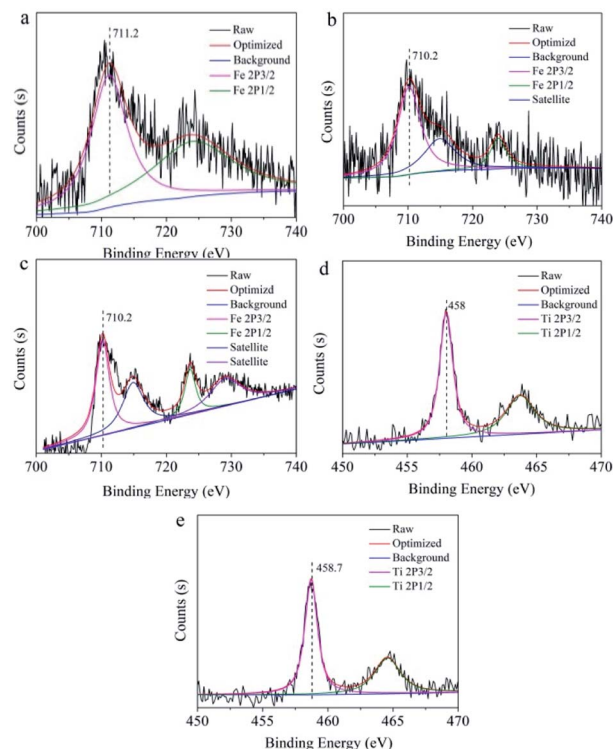 a
711.2
Raw
Optimized
Background
Fe 2P3/2
Fe 2P1/2
Counts (s)
700 710 720 730 740
Binding Energy (eV)
b
710.2
Raw
Optimizd
Background
Fe 2P3/2
Fe 2P1/2
Satellite
Counts (s)
700 710 720 730 740
Binding Energy (eV)
c
710.2
Raw
Optimizd
Background
Fe 2P3/2
Fe 2P1/2
Satellite
Satellite
Counts (s)
700 710 720 730 740
Binding Energy (eV)
d
458
Raw
Optimized
Background
Ti 2P3/2
Ti 2P1/2
Counts (s)
450 455 460 465 470
Binding Energy (eV)
e
458.7
Raw
Optimized
Background
Ti 2P3/2
Ti 2P1/2
Counts (s)
450 455 460 465 470
Binding Energy (eV)